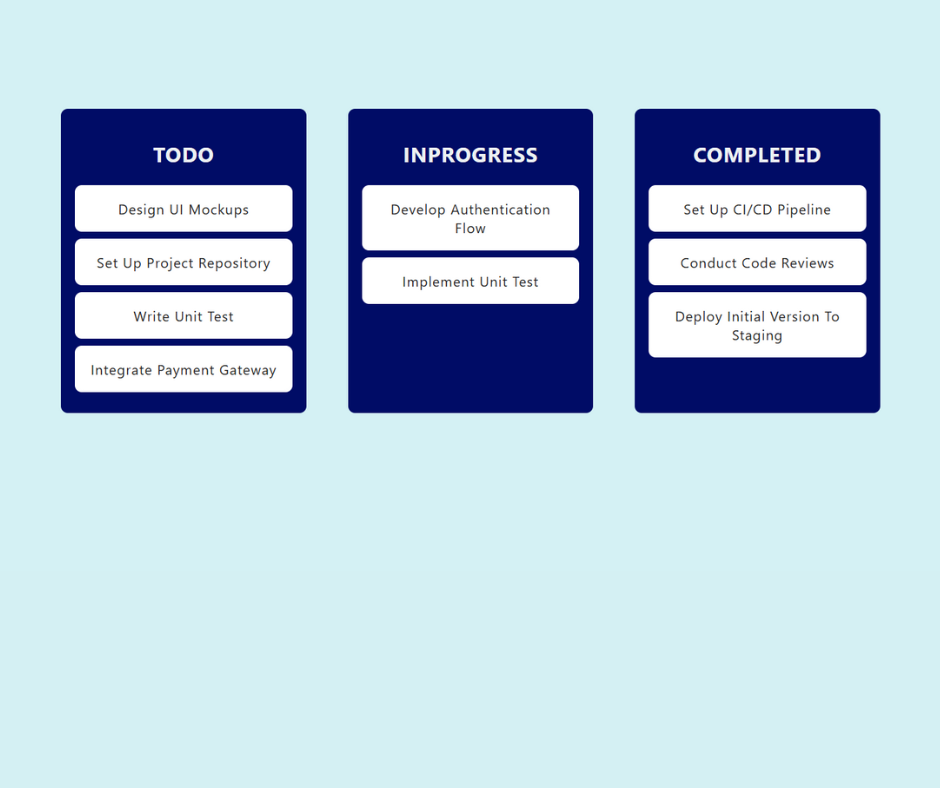 TODO
Design UI Mockups
Set Up Project Repository
Write Unit Test
Integrate Payment Gateway
INPROGRESS
Develop Authentication
Flow
Implement Unit Test
COMPLETED
Set Up CI/CD Pipeline
Conduct Code Reviews
Deploy Initial Version To
Staging